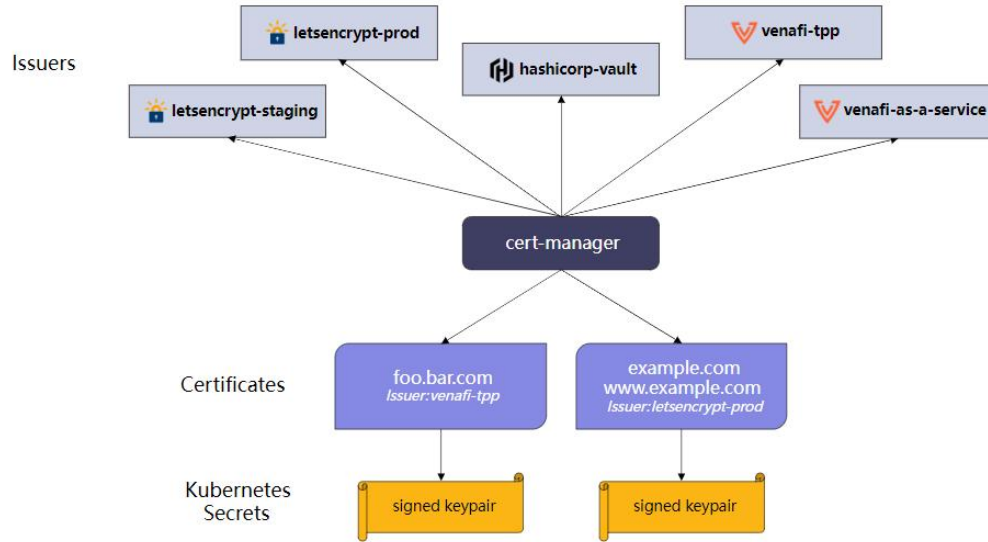 letsencrypt-prod
venafi-tpp
Issuers
hashicorp-vault
letsencrypt-staging
venafi-as-a-service
cert-manager
Certificates
foo.bar.com
Issuer:venafi-tpp
example.com
www.example.com
Issuer:letsencrypt-prod
Kubernetes
Secrets
signed keypair
signed keypair